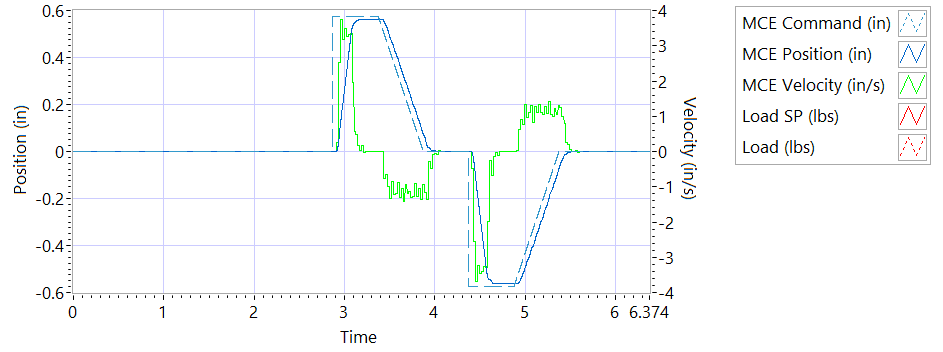 0.6
0.4
0.2
0
-0.2
-0.4
-0.6
Position (in)
4
3
2
1
0
-1
-2
-3
-4
Velocity (in/s)
0 1 2 3 4 5 6 6.374
Time
MCE Command (in)
MCE Position (in)
MCE Velocity (in/s)
Load SP (lbs)
Load (lbs)